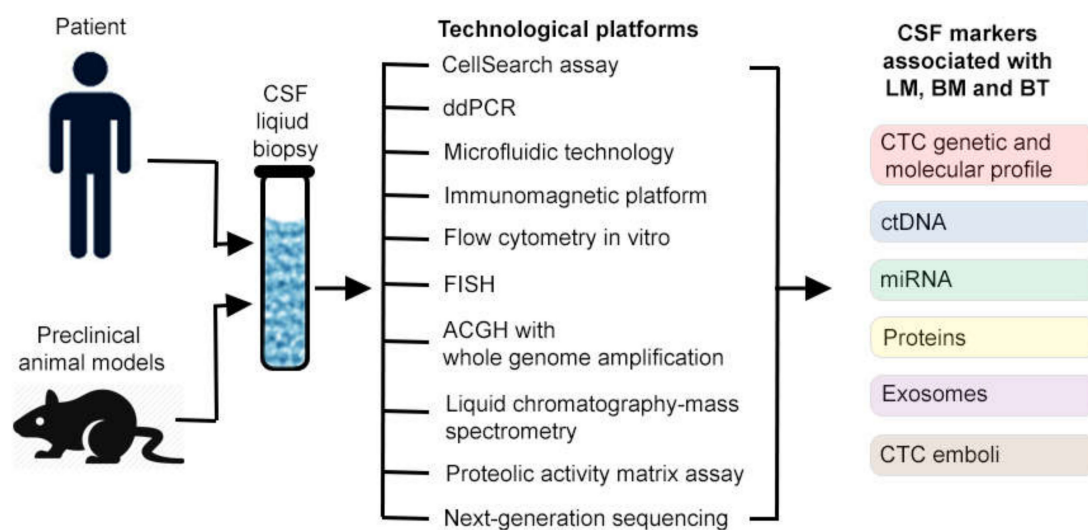 Patient
Preclinical
animal models
CSF
liqiud
biopsy
Technological platforms
CellSearch assay
ddPCR
Microfluidic technology
Immunomagnetic platform
Flow cytometry in vitro
FISH
ACGH with
whole genome amplification
Liquid chromatography-mass
spectrometry
Proteolic activity matrix assay
Next-generation sequencing
CSF markers
associated with
LM, BM and BT
CTC genetic and
molecular profile
ctDNA
miRNA
Proteins
Exosomes
CTC emboli